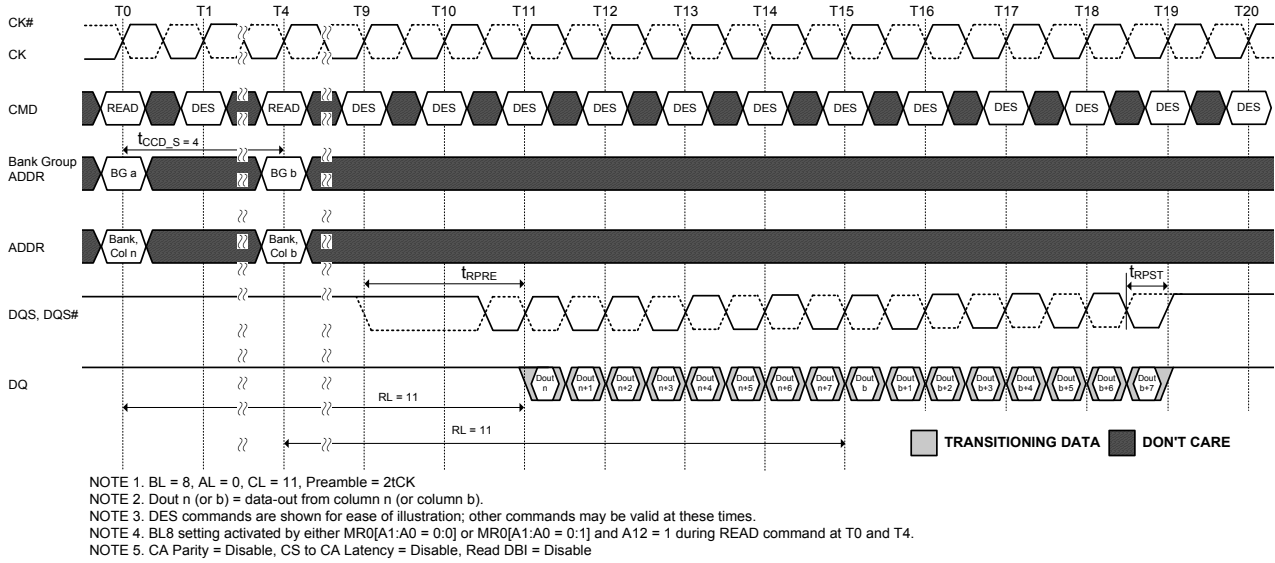 T0 T1 T4 T9 T10 T11 T12 T13 T14 T15 T16 T17 T18 T19 T20
CK#
CK
CMD READ DES READ DES DES DES DES DES DES DES DES DES DES DES DES
tCCD_S = 4
Bank Group
ADDR
BG a BG b
ADDR
Bank, Col n
Bank, Col b
tRPRE
tRPST
DQS, DQS#
DQ
Dout n
Dout n+1
Dout n+2
Dout n+3
Dout n+4
Dout n+5
Dout n+6
Dout n+7
Dout b
Dout b+1
Dout b+2
Dout b+3
Dout b+4
Dout b+5
Dout b+6
Dout b+7
RL = 11
RL = 11
TRANSITIONING DATA DON'T CARE
NOTE 1. BL = 8, AL = 0, CL = 11, Preamble = 2tCK
NOTE 2. Dout n (or b) = data-out from column n (or column b).
NOTE 3. DES commands are shown for ease of illustration; other commands may be valid at these times.
NOTE 4. BL8 setting activated by either MR0[A1:A0 = 0:0] or MR0[A1:A0 = 0:1] and A12 = 1 during READ command at T0 and T4.
NOTE 5. CA Parity = Disable, CS to CA Latency = Disable, Read DBI = Disable